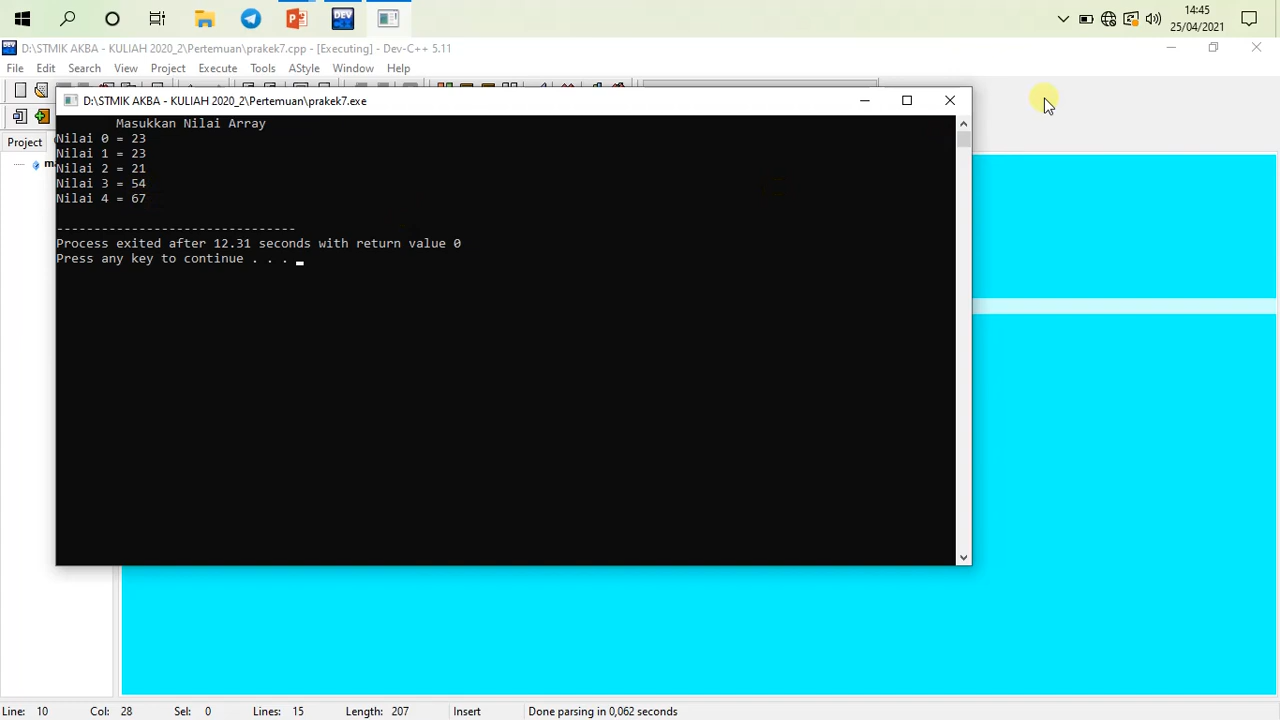 14:45
25/04/2021
D:\STMIK AKBA - KULIAH 2020_2\Pertemuan\prakek7.cpp - [Executing] - Dev-C++ 5.11
File Edit Search View Project Execute Tools AStyle Window Help
D:\STMIK AKBA - KULIAH 2020_2\Pertemuan\prakek7.exe
Project
Masukkan Nilai Array
Nilai 0 = 23
Nilai 1 = 23
Nilai 2 = 21
Nilai 3 = 54
Nilai 4 = 67
--------------------------------
Process exited after 12.31 seconds with return value 0
Press any key to continue . . .
Line: 10 Col: 28 Sel: 0 Lines: 15 Length: 207 Insert Done parsing in 0,062 seconds